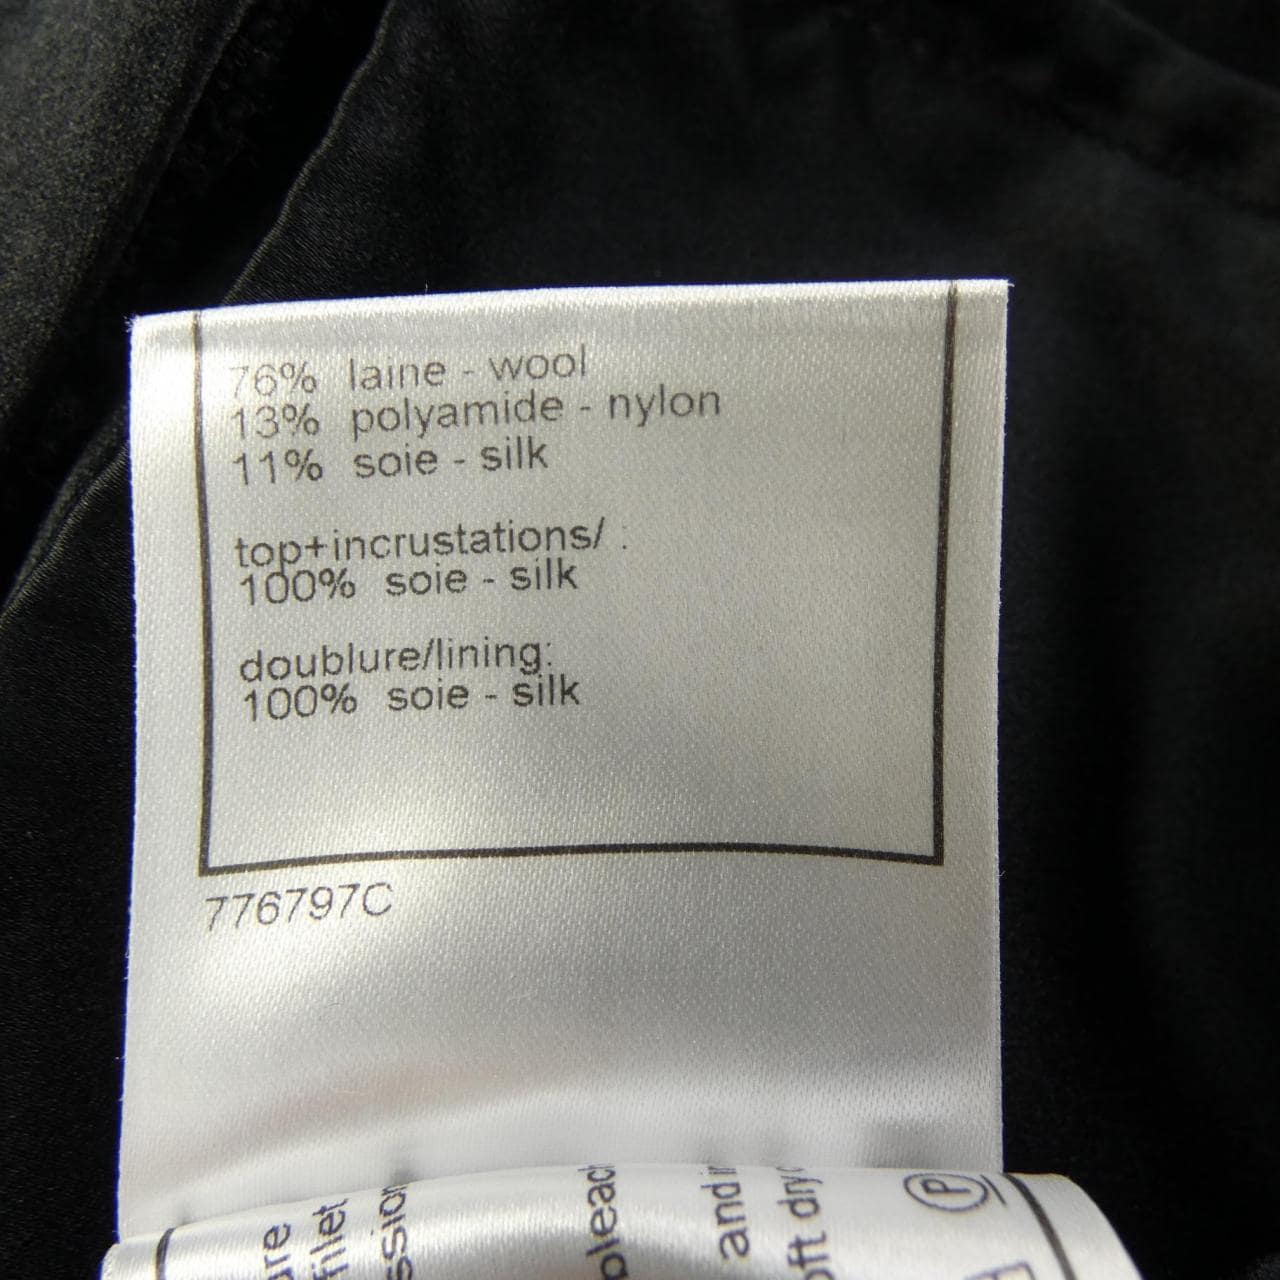 76% laine - wool
13% polyamide - nylon
11% soie - silk
top+incrustations/ :
100% soie - silk
doublure/lining:
100% soie - silk
776797C
and
P